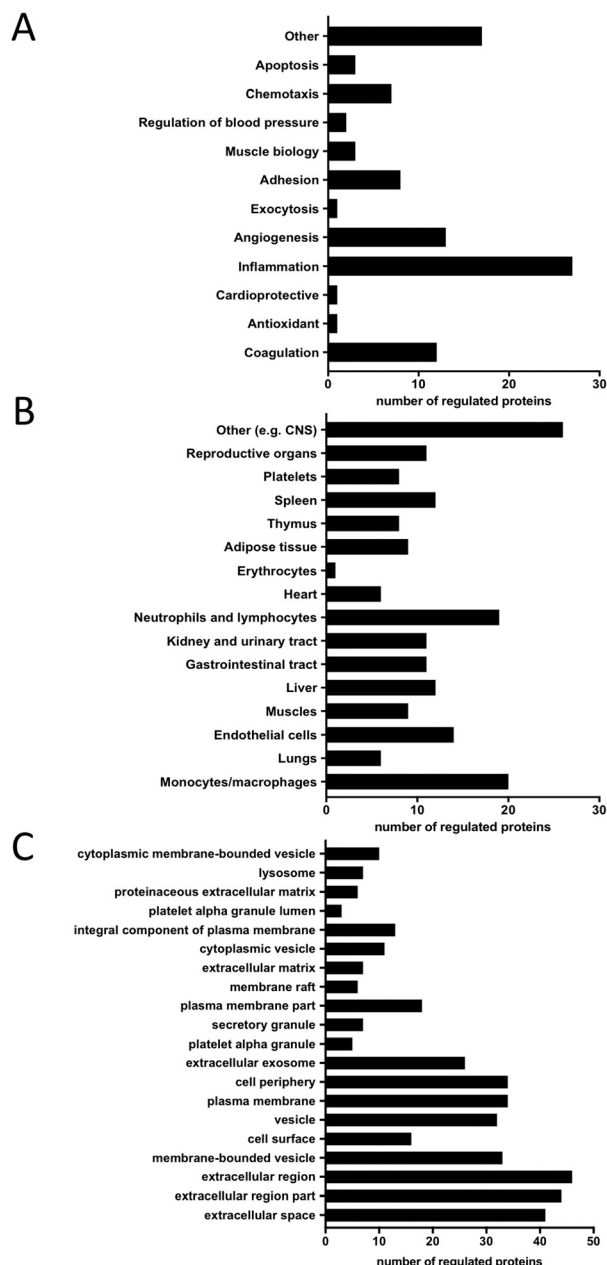 A
Other
Apoptosis
Chemotaxis
Regulation of blood pressure
Muscle biology
Adhesion
Exocytosis
Angiogenesis
Inflammation
Cardioprotective
Antioxidant
Coagulation
0 10 20 30
number of regulated proteins
B
Other (e.g. CNS)
Reproductive organs
Platelets
Spleen
Thymus
Adipose tissue
Erythrocytes
Heart
Neutrophils and lymphocytes
Kidney and urinary tract
Gastrointestinal tract
Liver
Muscles
Endothelial cells
Lungs
Monocytes/macrophages
0 10 20 30
number of regulated proteins
C
cytoplasmic membrane-bounded vesicle
lysosome
proteinaceous extracellular matrix
platelet alpha granule lumen
integral component of plasma membrane
cytoplasmic vesicle
extracellular matrix
membrane raft
plasma membrane part
secretory granule
platelet alpha granule
extracellular exosome
cell periphery
plasma membrane
vesicle
cell surface
membrane-bounded vesicle
extracellular region
extracellular region part
extracellular space
0 10 20 30 40 50
number of regulated proteins